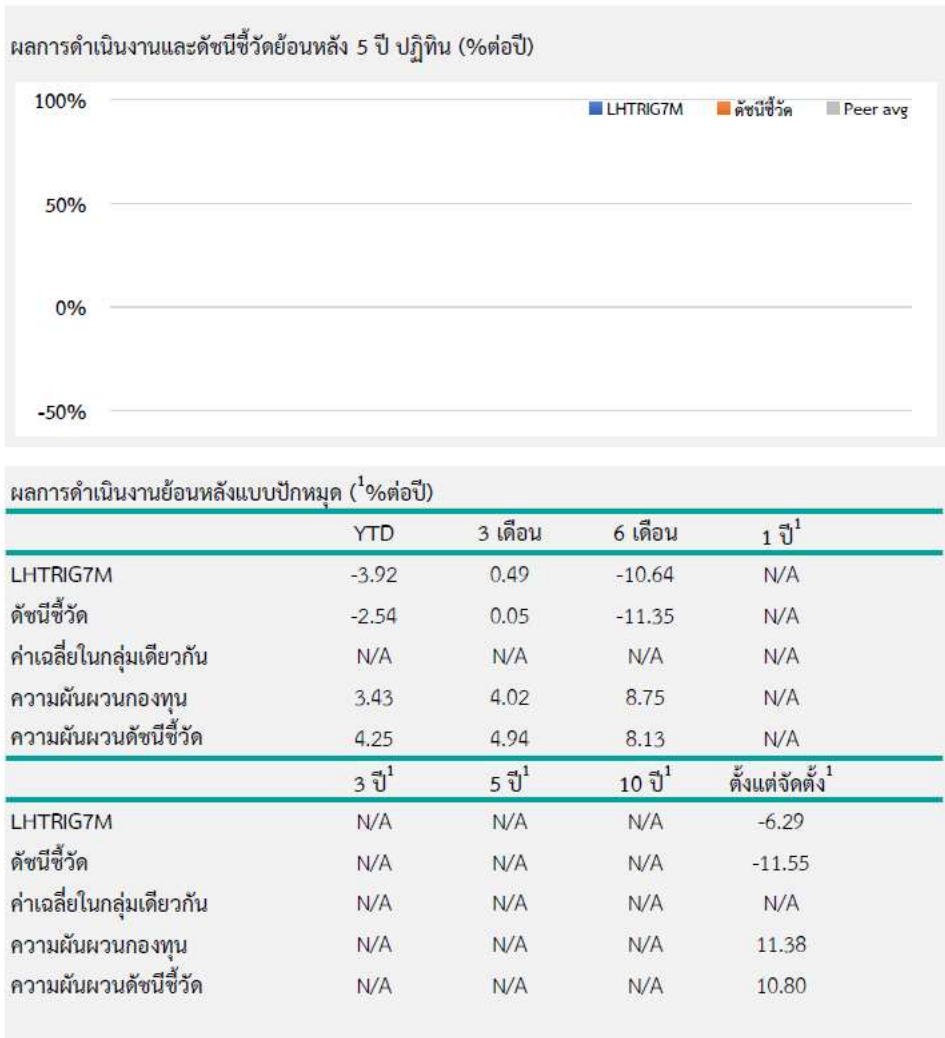 ผลการดำเนินงานและดัชนีชี้วัดย้อนหลัง 5 ปี ปฏิทิน (%ต่อปี)
100%
LHTRIG7M ดัชนีชี้วัด Peer avg
50%
0%
-50%
ผลการดำเนินงานย้อนหลังแบบปักหมุด (¹%ต่อปี)
YTD 3 เดือน 6 เดือน 1 ปี¹
LHTRIG7M -3.92 0.49 -10.64 N/A
ดัชนีชี้วัด -2.54 0.05 -11.35 N/A
ค่าเฉลี่ยในกลุ่มเดียวกัน N/A N/A N/A N/A
ความผันผวนกองทุน 3.43 4.02 8.75 N/A
ความผันผวนดัชนีชี้วัด 4.25 4.94 8.13 N/A
3 ปี¹ 5 ปี¹ 10 ปี¹ ตั้งแต่จัดตั้ง¹
LHTRIG7M N/A N/A N/A -6.29
ดัชนีชี้วัด N/A N/A N/A -11.55
ค่าเฉลี่ยในกลุ่มเดียวกัน N/A N/A N/A N/A
ความผันผวนกองทุน N/A N/A N/A 11.38
ความผันผวนดัชนีชี้วัด N/A N/A N/A 10.80